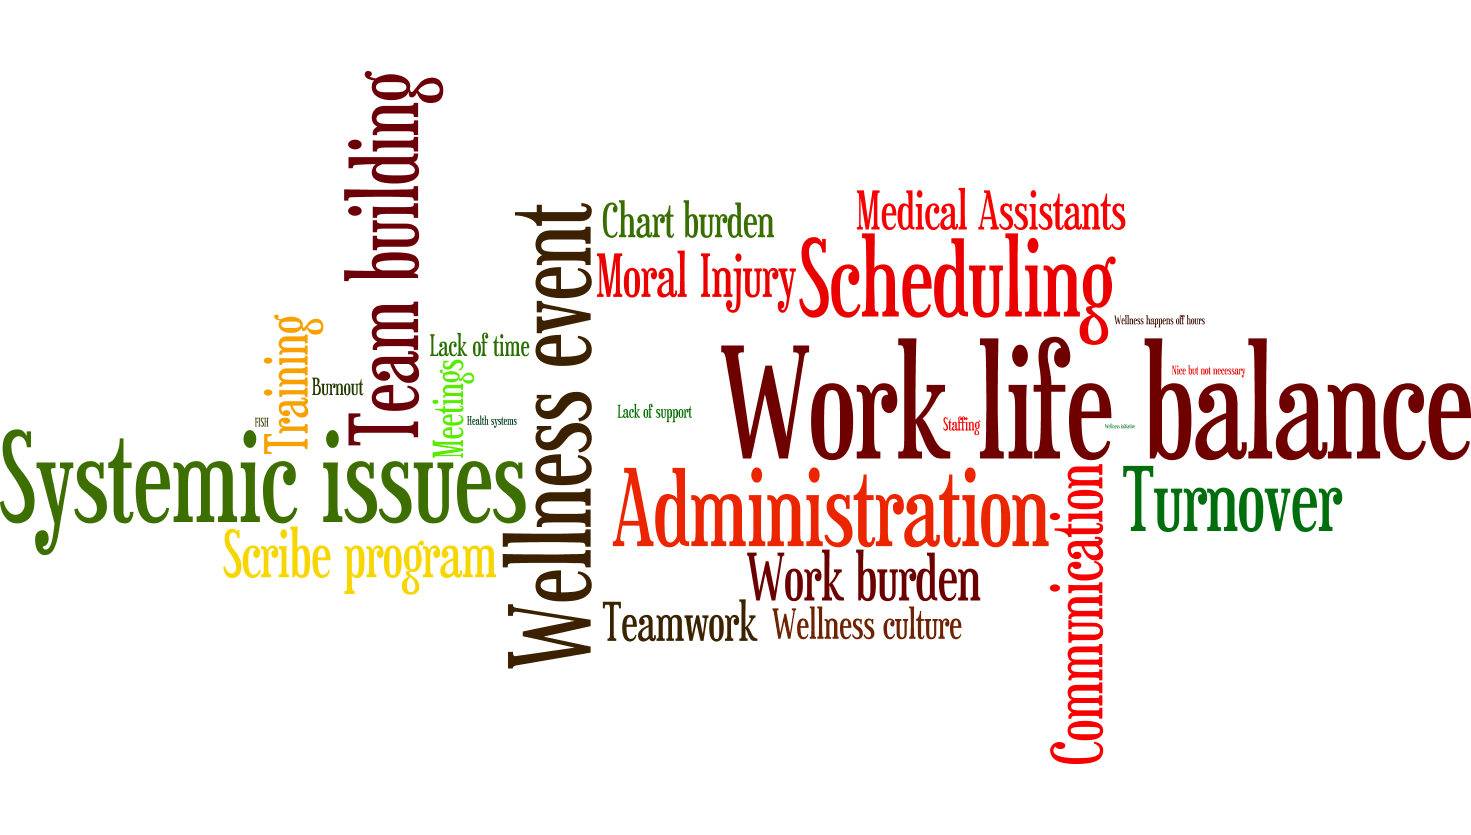 Team building
Wellness event
Chart burden
Medical Assistants
Moral Injury
Scheduling
Training
Lack of time
Wellness happens off hours
Burnout
Meetings
Work life balance
Nice but not necessary
FISH
Health systems
Lack of support
Staffing
Wellness initiative
Systemic issues
Administration
Communication
Turnover
Scribe program
Work burden
Teamwork
Wellness culture